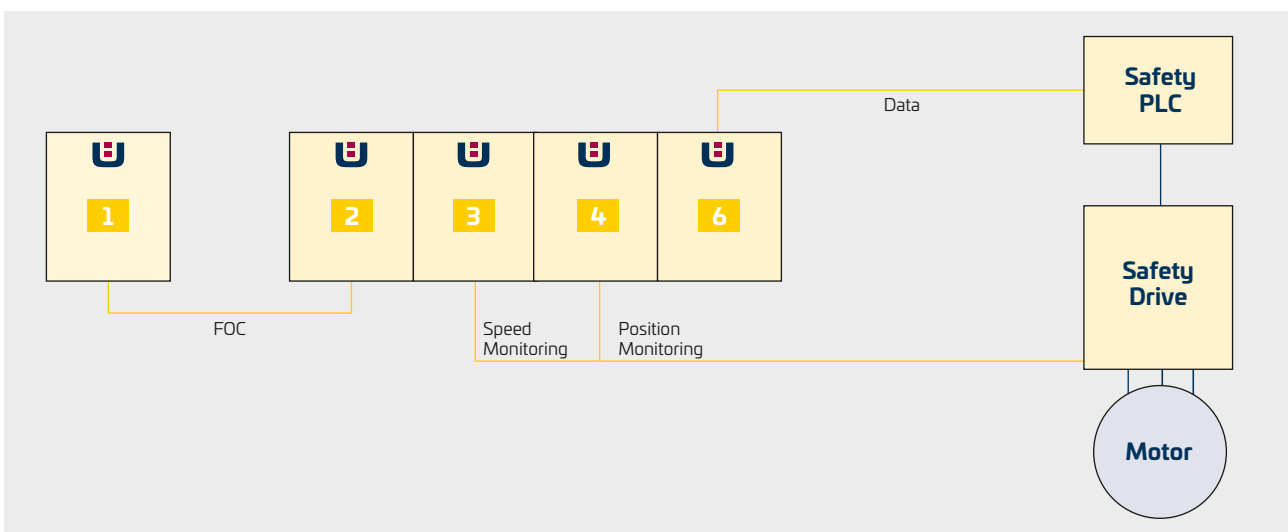 Safety
PLC
Data
1
2
3
4
6
Safety
Drive
FOC
Speed
Monitoring
Position
Monitoring
Motor